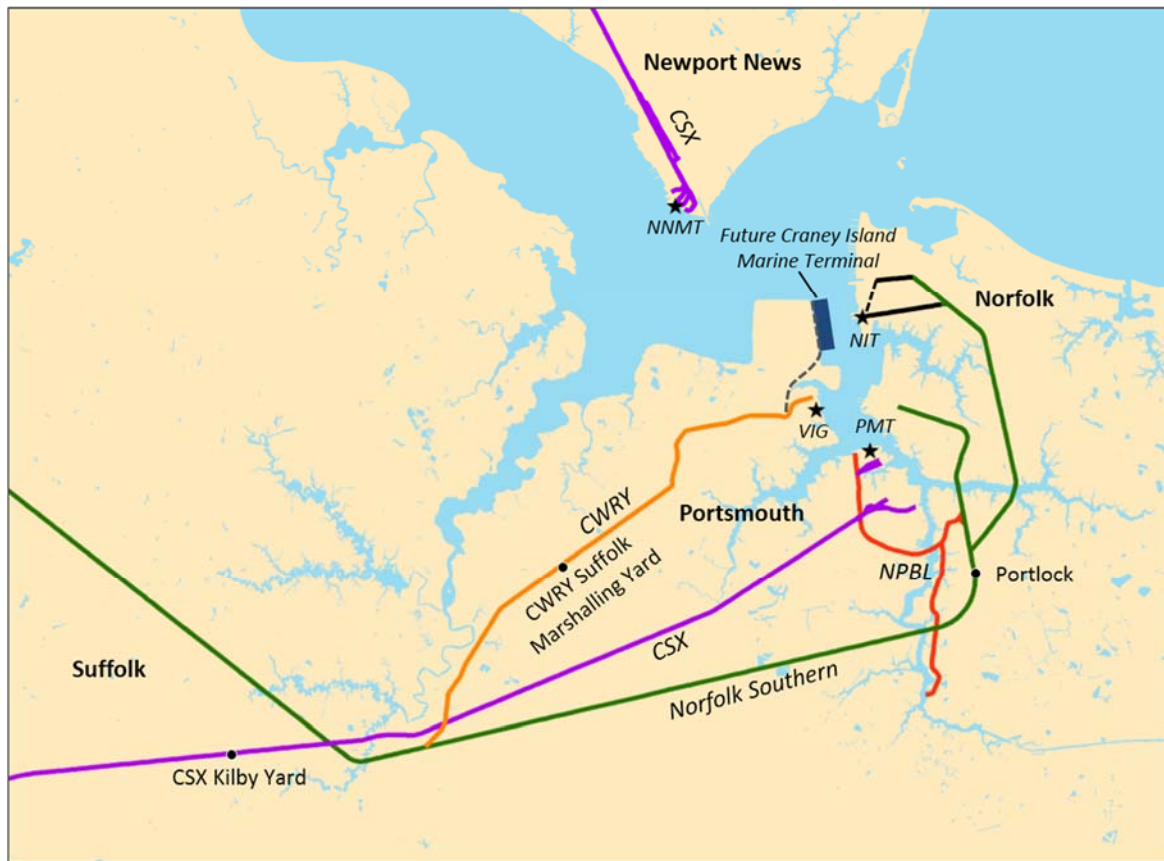 Newport News
CSX
NNMT
Future Craney Island
Marine Terminal
Norfolk
NIT
VIG
PMT
CWRY
Portsmouth
CWRY Suffolk
Marshalling Yard
NPBL
Portlock
CSX
Suffolk
Norfolk Southern
CSX Kilby Yard